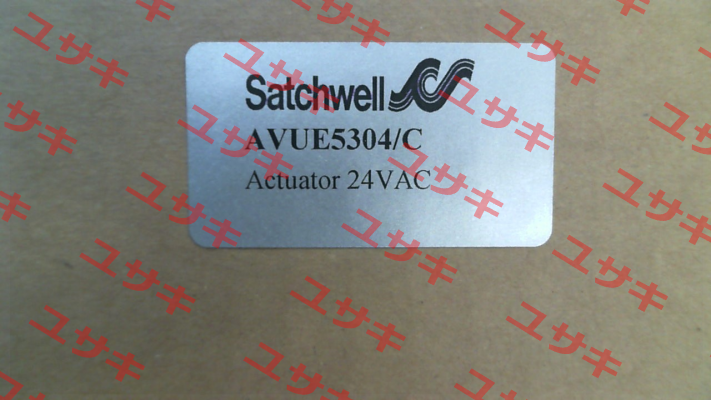 Satchwell
AVUE5304/C
Actuator 24VAC
ユサキ